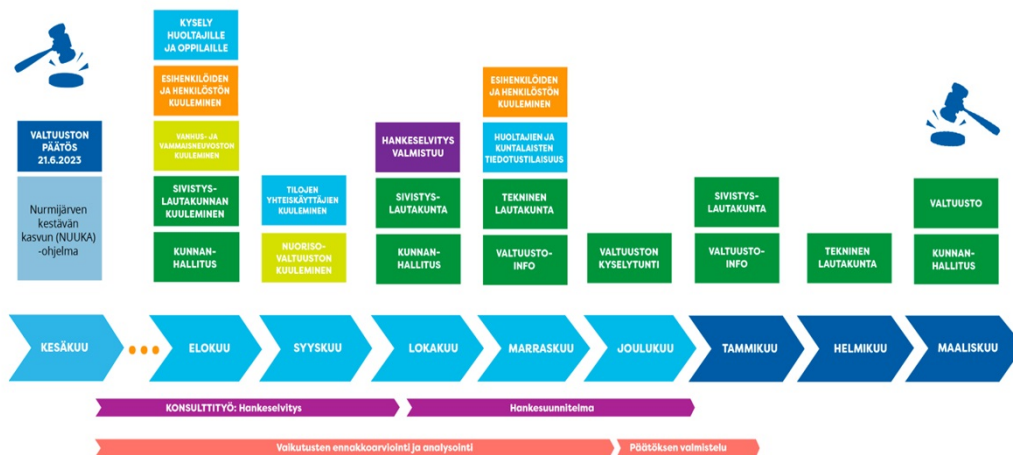 VALTUUSTON
PÄÄTÖS
21.6.2023
Nurmijärven
kestävän
kasvun (NUUKA)
-ohjelma
KYSELY
HUOLTAJILLE
JA OPPILAILLE
ESIHENKILÖIDEN
JA HENKILÖSTÖN
KUULEMINEN
VANHUS- JA
VAMMAISNEUVOSTON
KUULEMINEN
SIVISTYS-
LAUTAKUNNAN
KUULEMINEN
KUNNAN-
HALLITUS
TILOJEN
YHTEISKÄYTTÄJIEN
KUULEMINEN
NUORISO-
VALTUUSTON
KUULEMINEN
HANKESELVITYS
VALMISTUU
SIVISTYS-
LAUTAKUNTA
KUNNAN-
HALLITUS
ESIHENKILÖIDEN
JA HENKILÖSTÖN
KUULEMINEN
HUOLTAJIEN JA
KUNTALAISTEN
TIEDOTUSTILAISUUS
TEKNINEN
LAUTAKUNTA
VALTUUSTO-
INFO
VALTUUSTON
KYSELYTUNTI
SIVISTYS-
LAUTAKUNTA
VALTUUSTO-
INFO
TEKNINEN
LAUTAKUNTA
VALTUUSTO
KUNNAN-
HALLITUS
KESÄKUU
ELOKUU
SYYSKUU
LOKAKUU
MARRASKUU
JOULUKUU
TAMMIKUU
HELMIKUU
MAALISKUU
KONSULTTITYÖ: Hankeselvitys
Hankesuunnitelma
Vaikutusten ennakkoarviointi ja analysointi
Päätöksen valmistelu